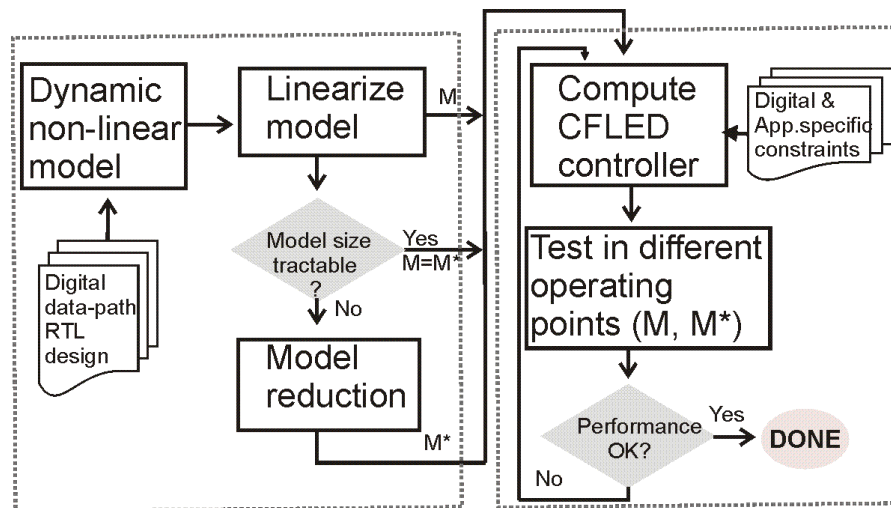 Dynamic
non-linear
model
Linearize
model
M
Digital
data-path
RTL
design
Model size
tractable
?
Yes
M=M*
No
Model
reduction
M*
Compute
CFLED
controller
Digital &
App.specific
constraints
Test in different
operating
points (M, M*)
Performance
OK?
Yes
DONE
No